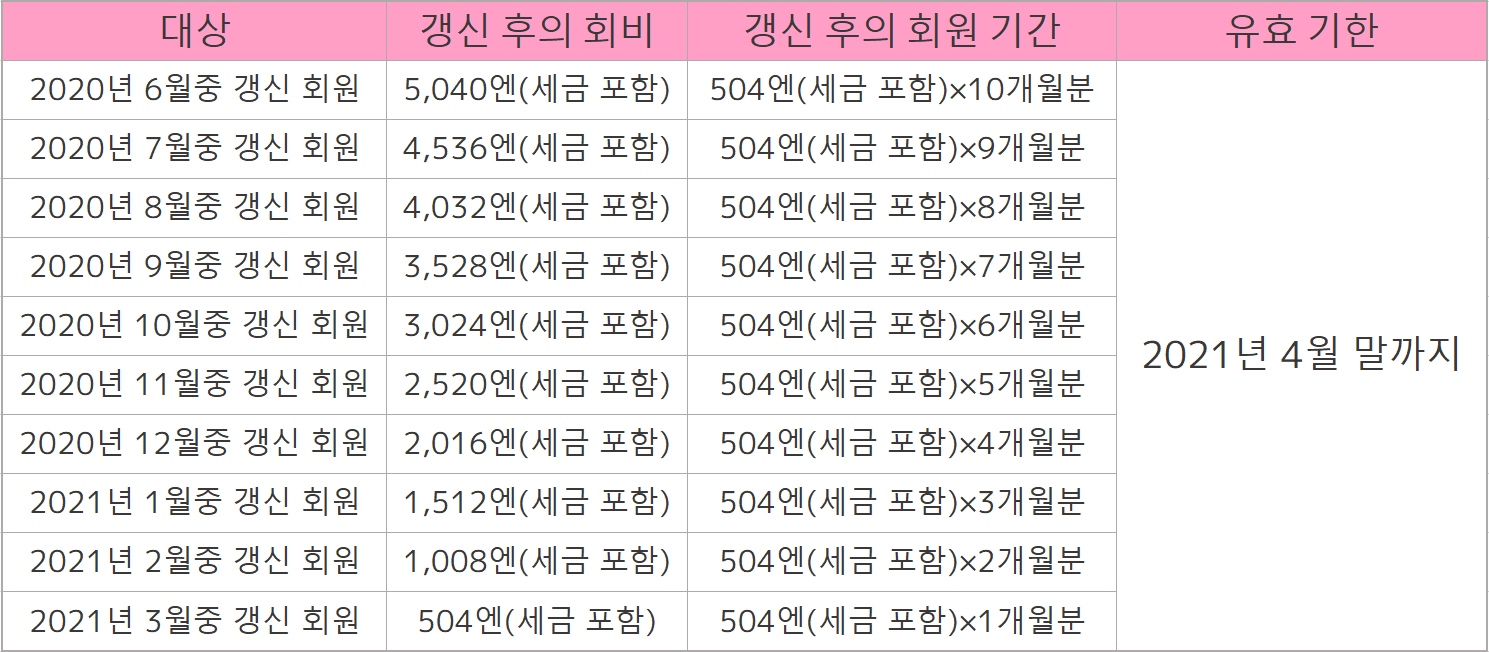 대상 갱신 후의 회비 갱신 후의 회원 기간 유효 기한
2020년 6월중 갱신 회원 5,040엔(세금 포함) 504엔(세금 포함)×10개월분
2020년 7월중 갱신 회원 4,536엔(세금 포함) 504엔(세금 포함)×9개월분
2020년 8월중 갱신 회원 4,032엔(세금 포함) 504엔(세금 포함)×8개월분
2020년 9월중 갱신 회원 3,528엔(세금 포함) 504엔(세금 포함)×7개월분
2020년 10월중 갱신 회원 3,024엔(세금 포함) 504엔(세금 포함)×6개월분
2021년 4월 말까지
2020년 11월중 갱신 회원 2,520엔(세금 포함) 504엔(세금 포함)×5개월분
2020년 12월중 갱신 회원 2,016엔(세금 포함) 504엔(세금 포함)×4개월분
2021년 1월중 갱신 회원 1,512엔(세금 포함) 504엔(세금 포함)×3개월분
2021년 2월중 갱신 회원 1,008엔(세금 포함) 504엔(세금 포함)×2개월분
2021년 3월중 갱신 회원 504엔(세금 포함) 504엔(세금 포함)×1개월분